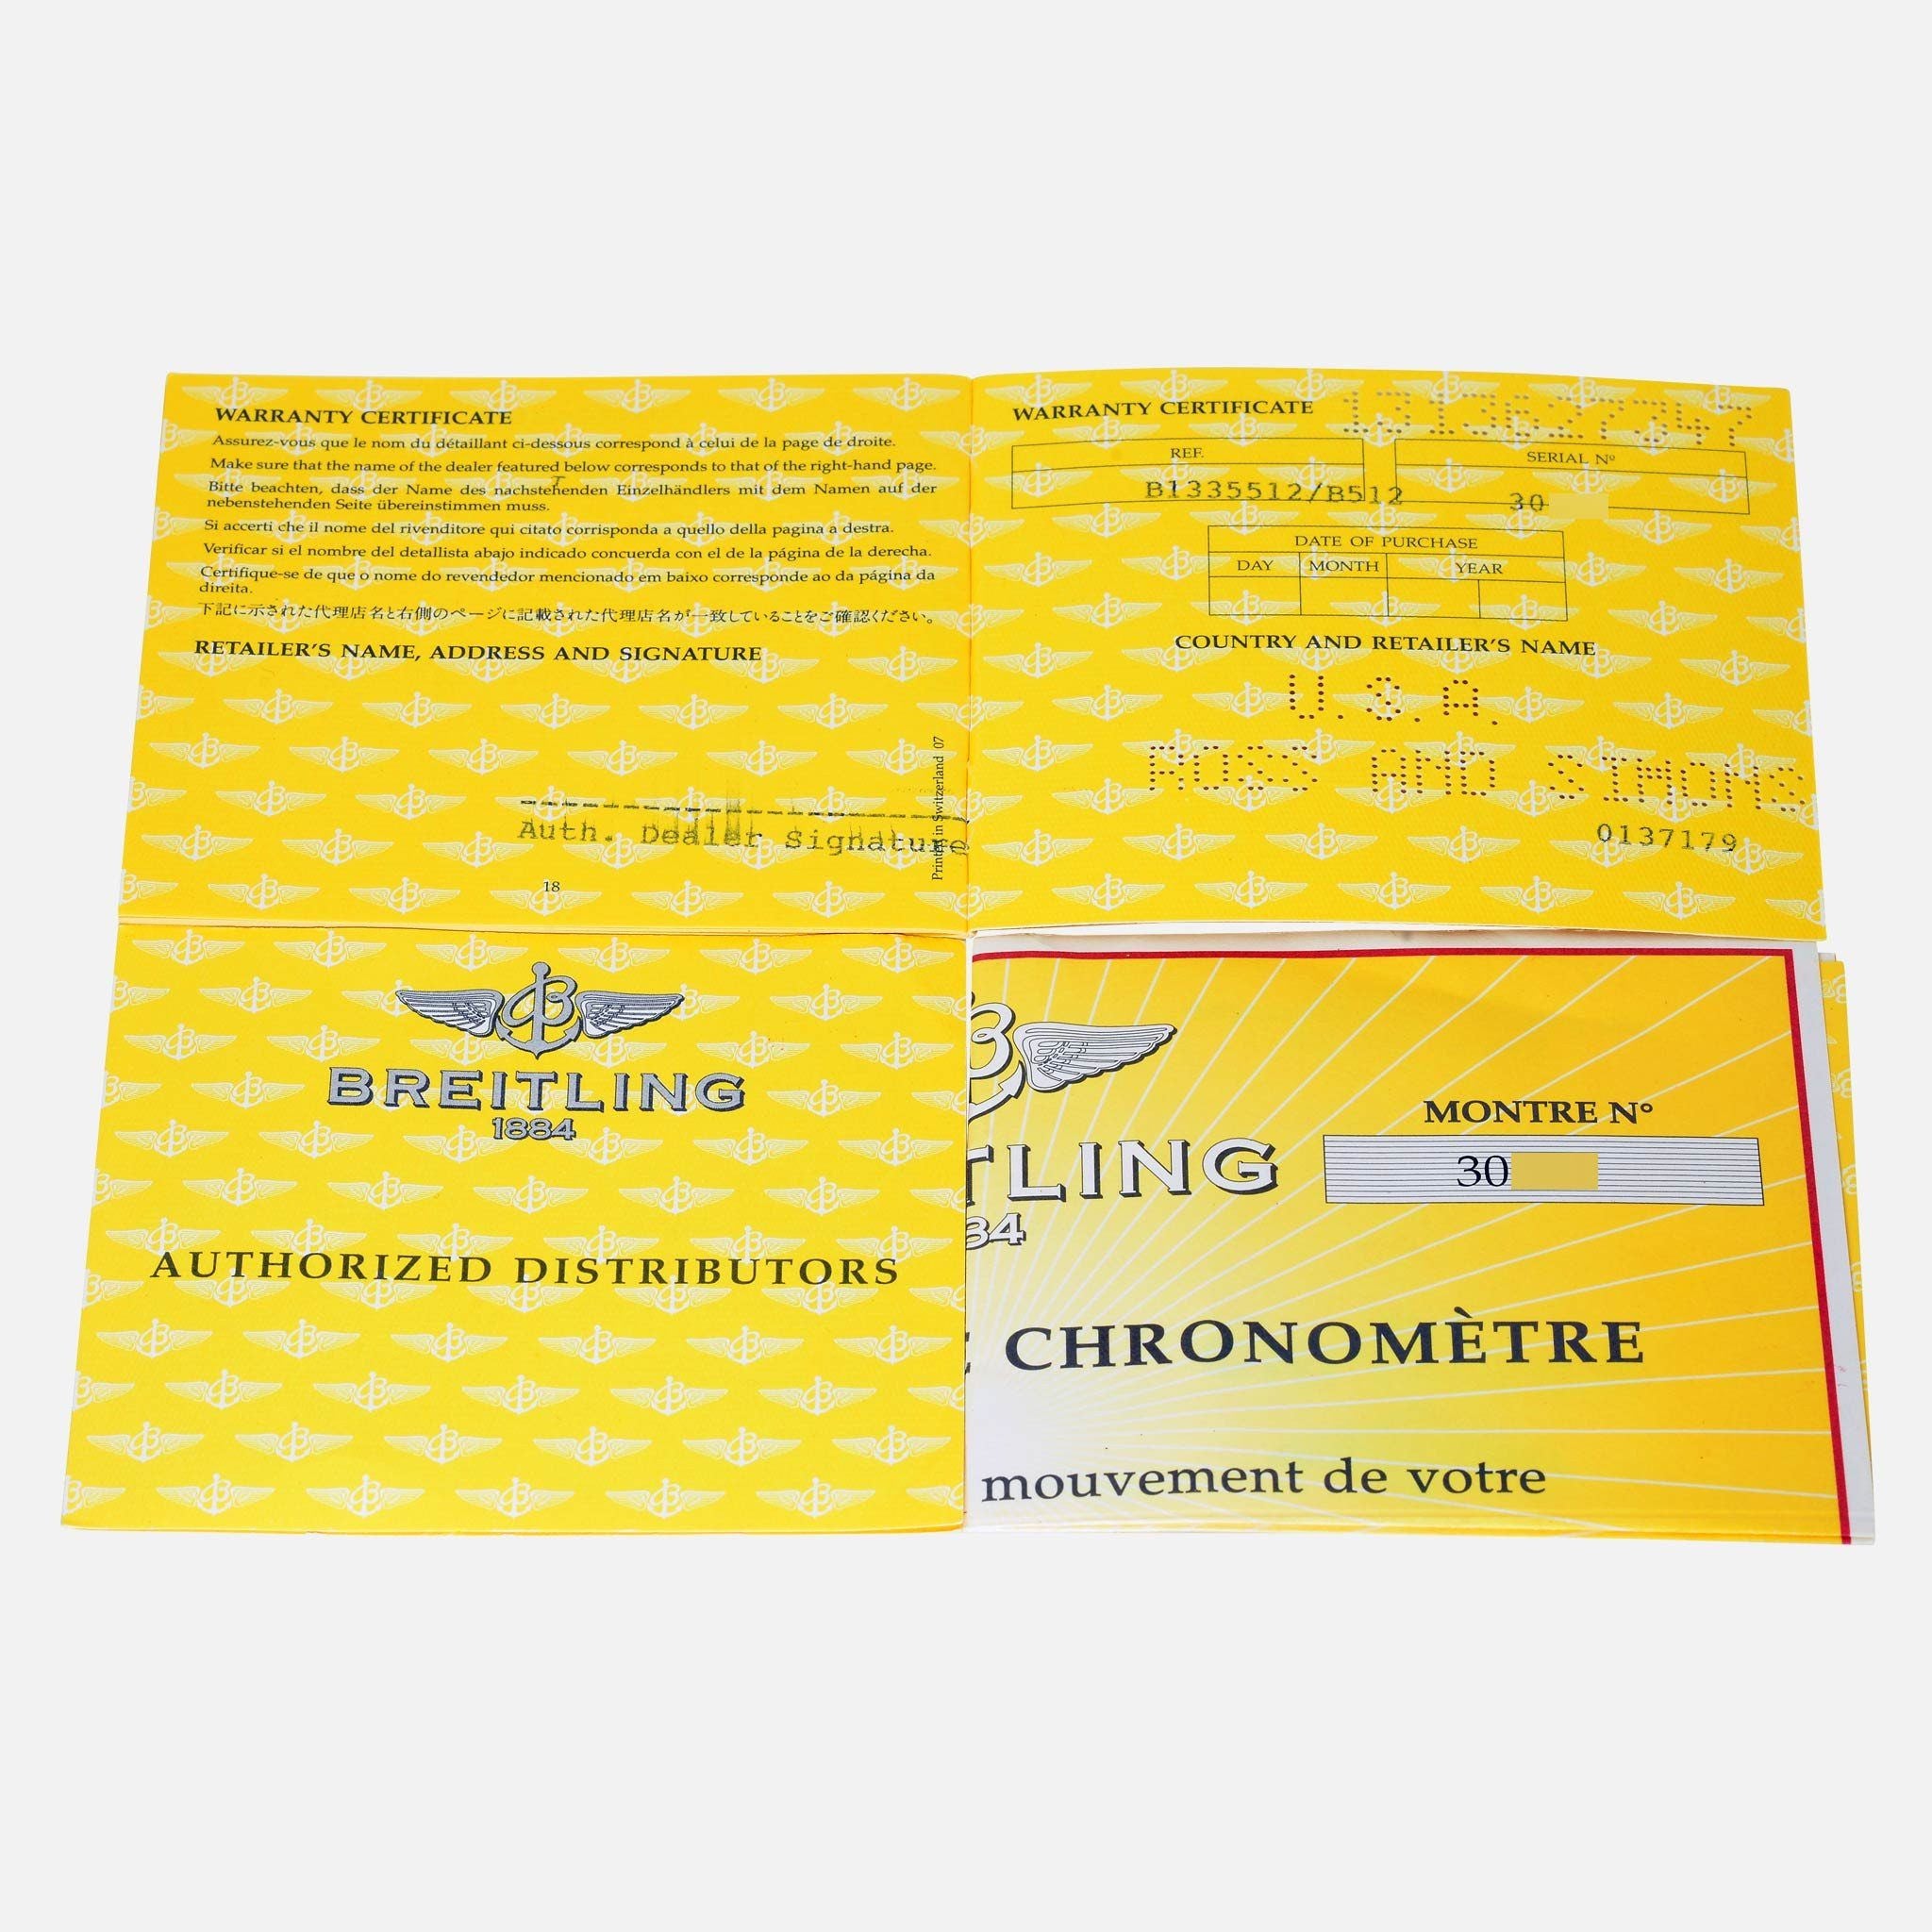 WARRANTY CERTIFICATE
Assurez-vous que le nom du détaillant ci-dessous correspond à celui de la page de droite.
Make sure that the name of the dealer featured below corresponds to that of the right-hand page.
Bitte beachten, dass der Name des nachstehenden Einzelhändlers mit dem Namen auf der
nebenstehenden Seite übereinstimmen muss.
Si accerti che il nome del rivenditore qui citato corrisponda a quello della pagina a destra.
Verificar si el nombre del detallista abajo indicado concuerda con el de la página de la derecha.
Certifique-se de que o nome do revendedor mencionado em baixo corresponde ao da página da
direita.
下記に示された代理店名と右側のページに記載された代理店名が一致していることをご確認ください。
RETAILER'S NAME, ADDRESS AND SIGNATURE
Auth. Dealer Signature
Printed in Switzerland 07
18
WARRANTY CERTIFICATE
REF.
SERIAL Nº
B1335512/B512
30
DATE OF PURCHASE
DAY MONTH YEAR
COUNTRY AND RETAILER'S NAME
U.S.A.
ROSS AND SIMONS
0137179
BREITLING
1884
AUTHORIZED DISTRIBUTORS
TLING
84
MONTRE N°
30
CHRONOMÈTRE
mouvement de votre